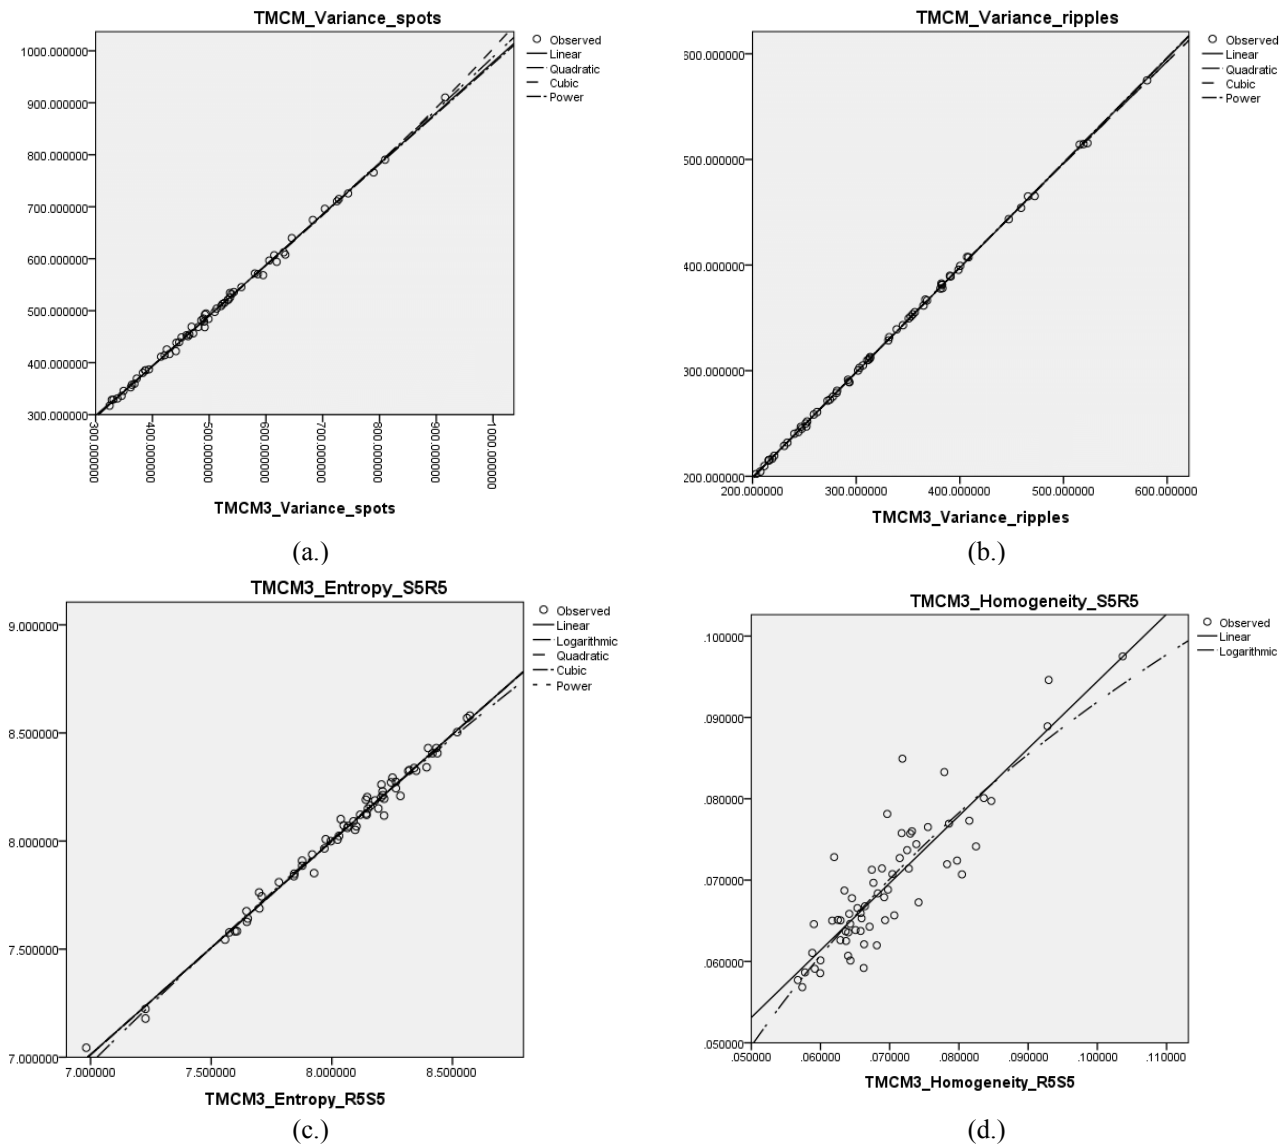 TMCM_Variance_spots
1000.000000
900.000000
800.000000
700.000000
600.000000
500.000000
400.000000
300.000000
Observed
Linear
Quadratic
Cubic
Power
300.000000
400.000000
500.000000
600.000000
700.000000
800.000000
900.000000
1000.000000
TMCM3_Variance_spots
(a.)
TMCM_Variance_ripples
600.000000
500.000000
400.000000
300.000000
200.000000
Observed
Linear
Quadratic
Cubic
Power
200.000000 300.000000 400.000000 500.000000 600.000000
TMCM3_Variance_ripples
(b.)
TMCM3_Entropy_S5R5
9.000000
8.500000
8.000000
7.500000
7.000000
Observed
Linear
Logarithmic
Quadratic
Cubic
Power
7.000000 7.500000 8.000000 8.500000
TMCM3_Entropy_R5S5
(c.)
TMCM3_Homogeneity_S5R5
.100000
.090000
.080000
.070000
.060000
.050000
Observed
Linear
Logarithmic
.050000 .060000 .070000 .080000 .090000 .100000 .110000
TMCM3_Homogeneity_R5S5
(d.)